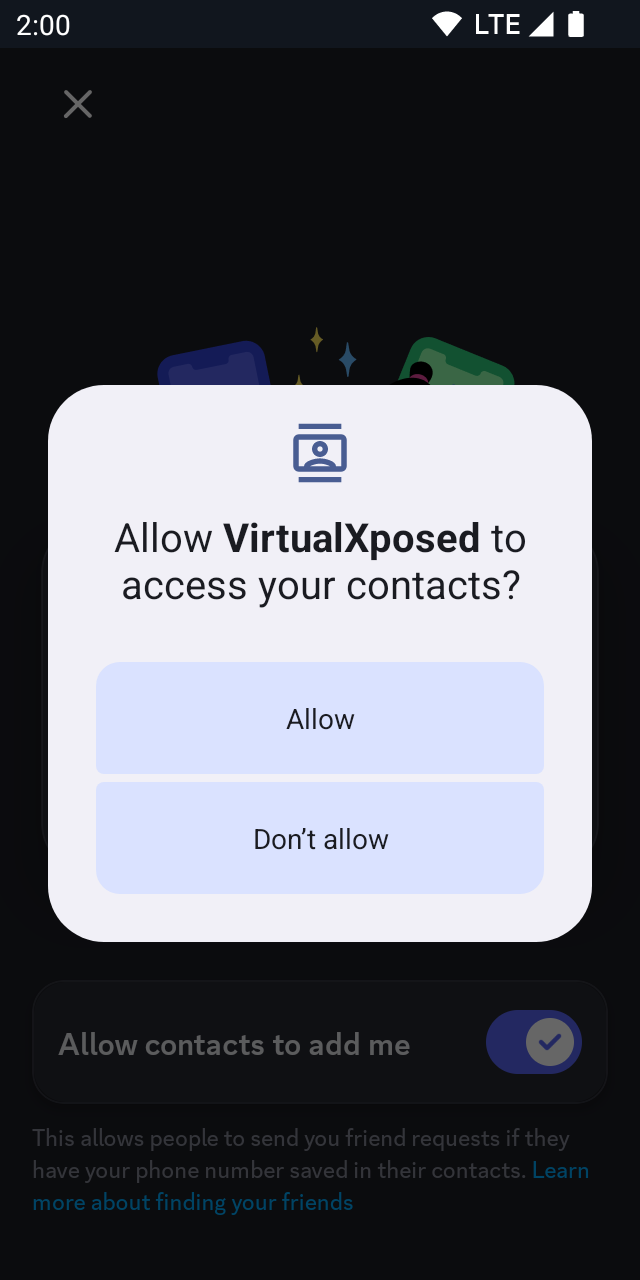 2:00
LTE
Allow VirtualXposed to
access your contacts?
Allow
Don’t allow
Allow contacts to add me
This allows people to send you friend requests if they
have your phone number saved in their contacts. Learn
more about finding your friends